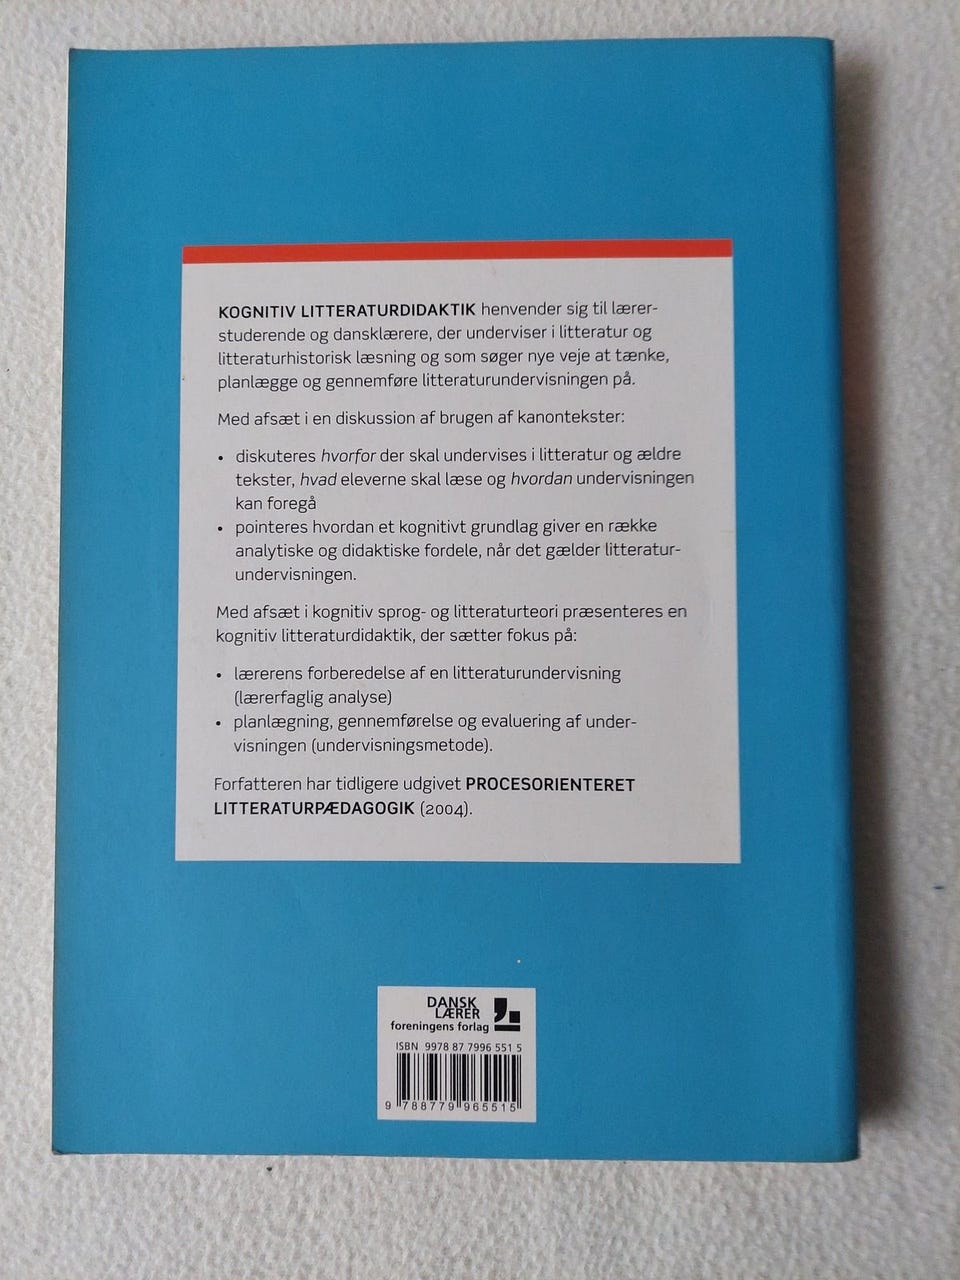 KOGNITIV LITTERATURDIDAKTIK henvender sig til lærer-
studerende og dansklærere, der underviser i litteratur og
litteraturhistorisk læsning og som søger nye veje at tænke,
planlægge og gennemføre litteraturundervisningen på.
Med afsæt i en diskussion af brugen af kanontekster:
• diskuteres hvorfor der skal undervises i litteratur og ældre
tekster, hvad eleverne skal læse og hvordan undervisningen
kan foregå
• pointeres hvordan et kognitivt grundlag giver en række
analytiske og didaktiske fordele, når det gælder litteratur-
undervisningen.
Med afsæt i kognitiv sprog- og litteraturteori præsenteres en
kognitiv litteraturdidaktik, der sætter fokus på:
• lærerens forberedelse af en litteraturundervisning
(lærerfaglig analyse)
• planlægning, gennemførelse og evaluering af under-
visningen (undervisningsmetode).
Forfatteren har tidligere udgivet PROCESORIENTERET
LITTERATURPÆDAGOGIK (2004).
DANSK
LÆRER
foreningens forlag
ISBN 9978 87 7996 551 5
9 788779 965515